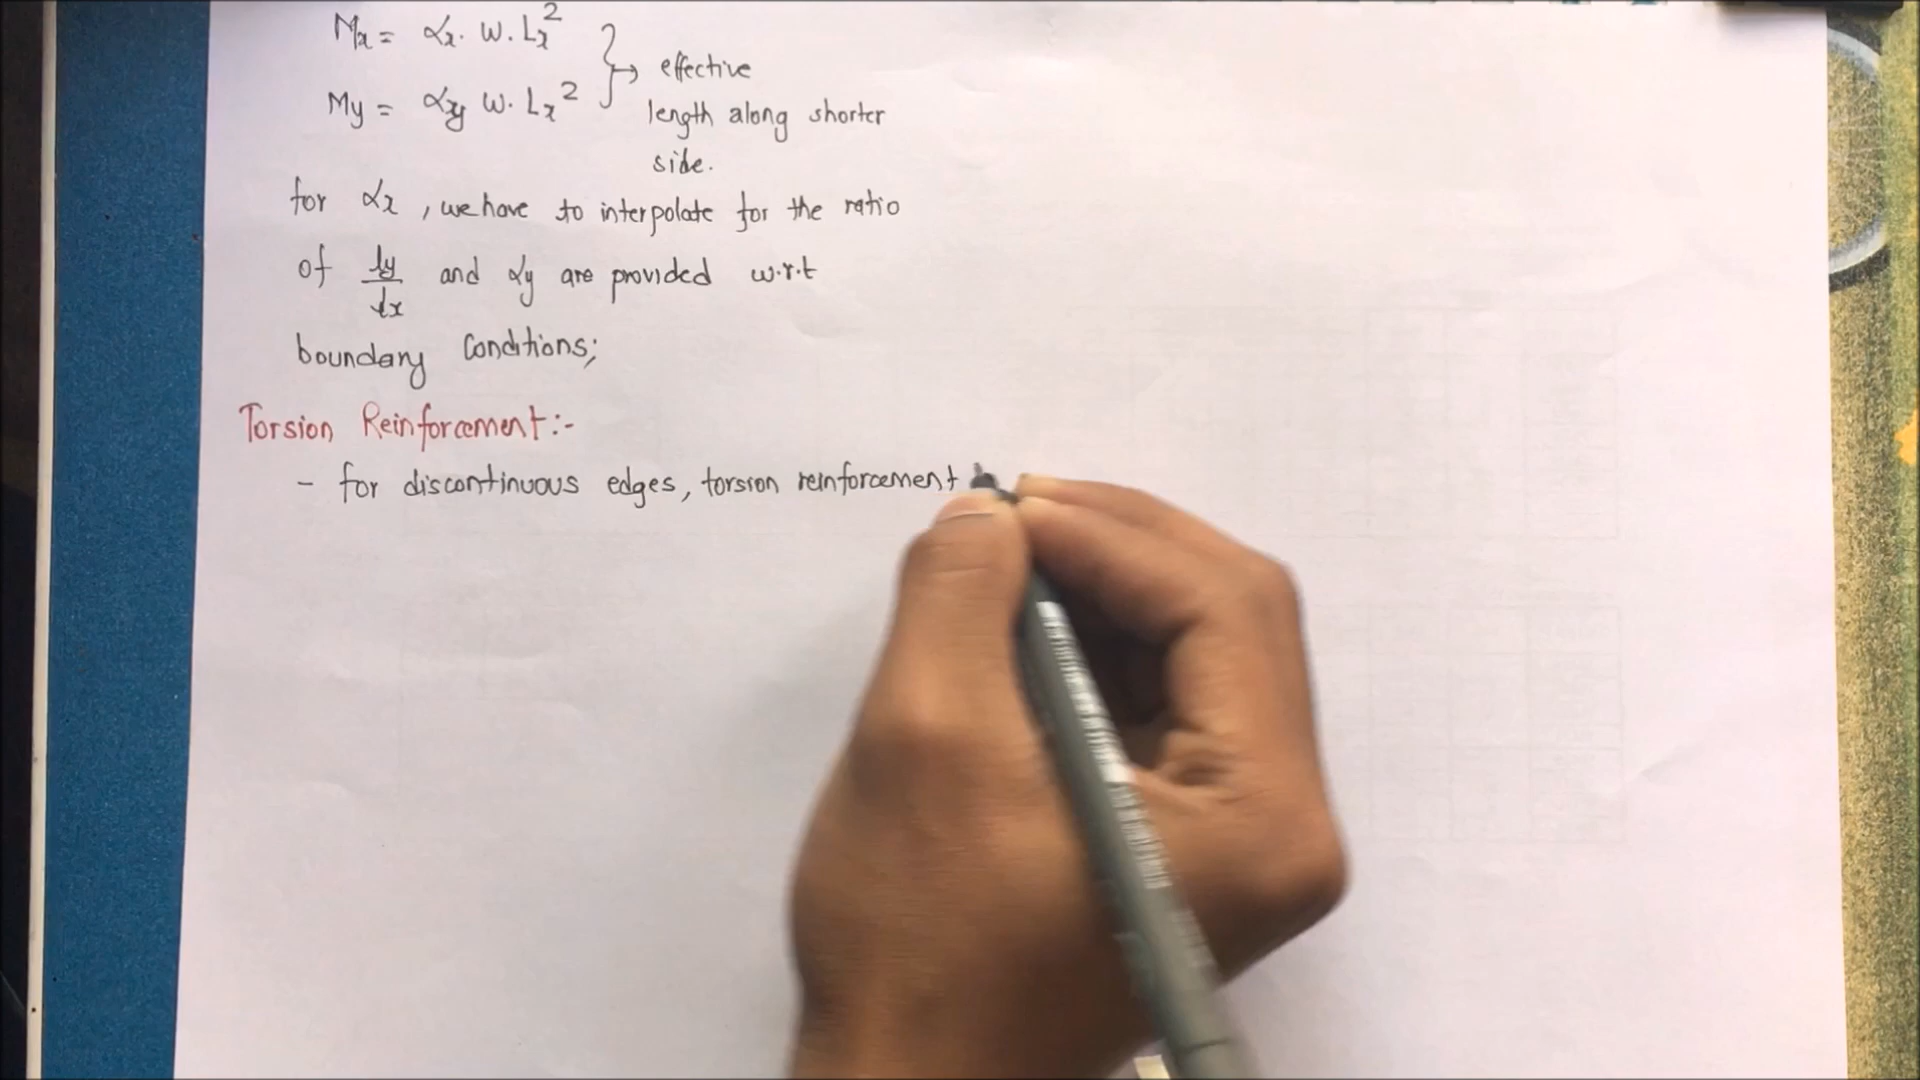 Mx = αx. w. Lx²
My = αy w. Lx²
→ effective
length along shorter
side.
for αx, we have to interpolate for the ratio
of ly/lx and αy are provided w.r.t
boundary conditions;
Torsion Reinforcement:-
- for discontinuous edges, torsion reinforcement